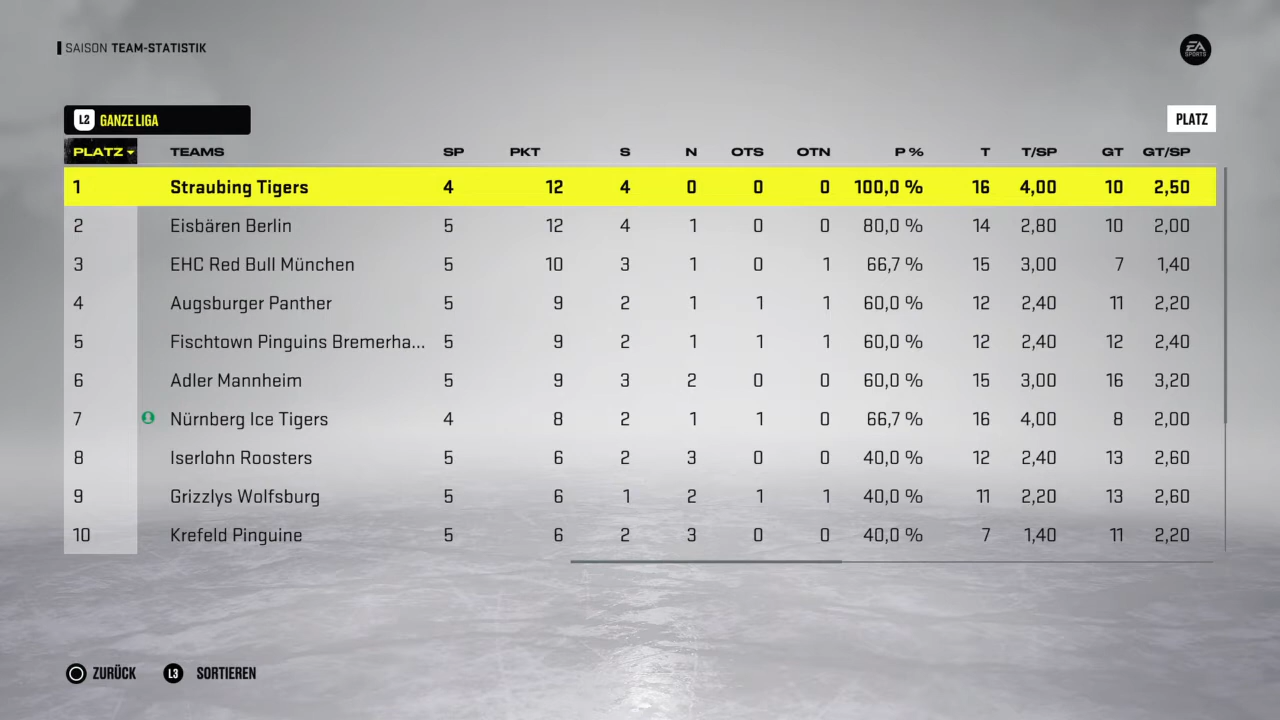 SAISON TEAM-STATISTIK
EA SPORTS
L2 GANZE LIGA
PLATZ
PLATZ TEAMS SP PKT S N OTS OTN P % T T/SP GT GT/SP
1 Straubing Tigers 4 12 4 0 0 0 100,0 % 16 4,00 10 2,50
2 Eisbären Berlin 5 12 4 1 0 0 80,0 % 14 2,80 10 2,00
3 EHC Red Bull München 5 10 3 1 0 1 66,7 % 15 3,00 7 1,40
4 Augsburger Panther 5 9 2 1 1 1 60,0 % 12 2,40 11 2,20
5 Fischtown Pinguins Bremerha... 5 9 2 1 1 1 60,0 % 12 2,40 12 2,40
6 Adler Mannheim 5 9 3 2 0 0 60,0 % 15 3,00 16 3,20
7 Nürnberg Ice Tigers 4 8 2 1 1 0 66,7 % 16 4,00 8 2,00
8 Iserlohn Roosters 5 6 2 3 0 0 40,0 % 12 2,40 13 2,60
9 Grizzlys Wolfsburg 5 6 1 2 1 1 40,0 % 11 2,20 13 2,60
10 Krefeld Pinguine 5 6 2 3 0 0 40,0 % 7 1,40 11 2,20
ZURÜCK L3 SORTIEREN